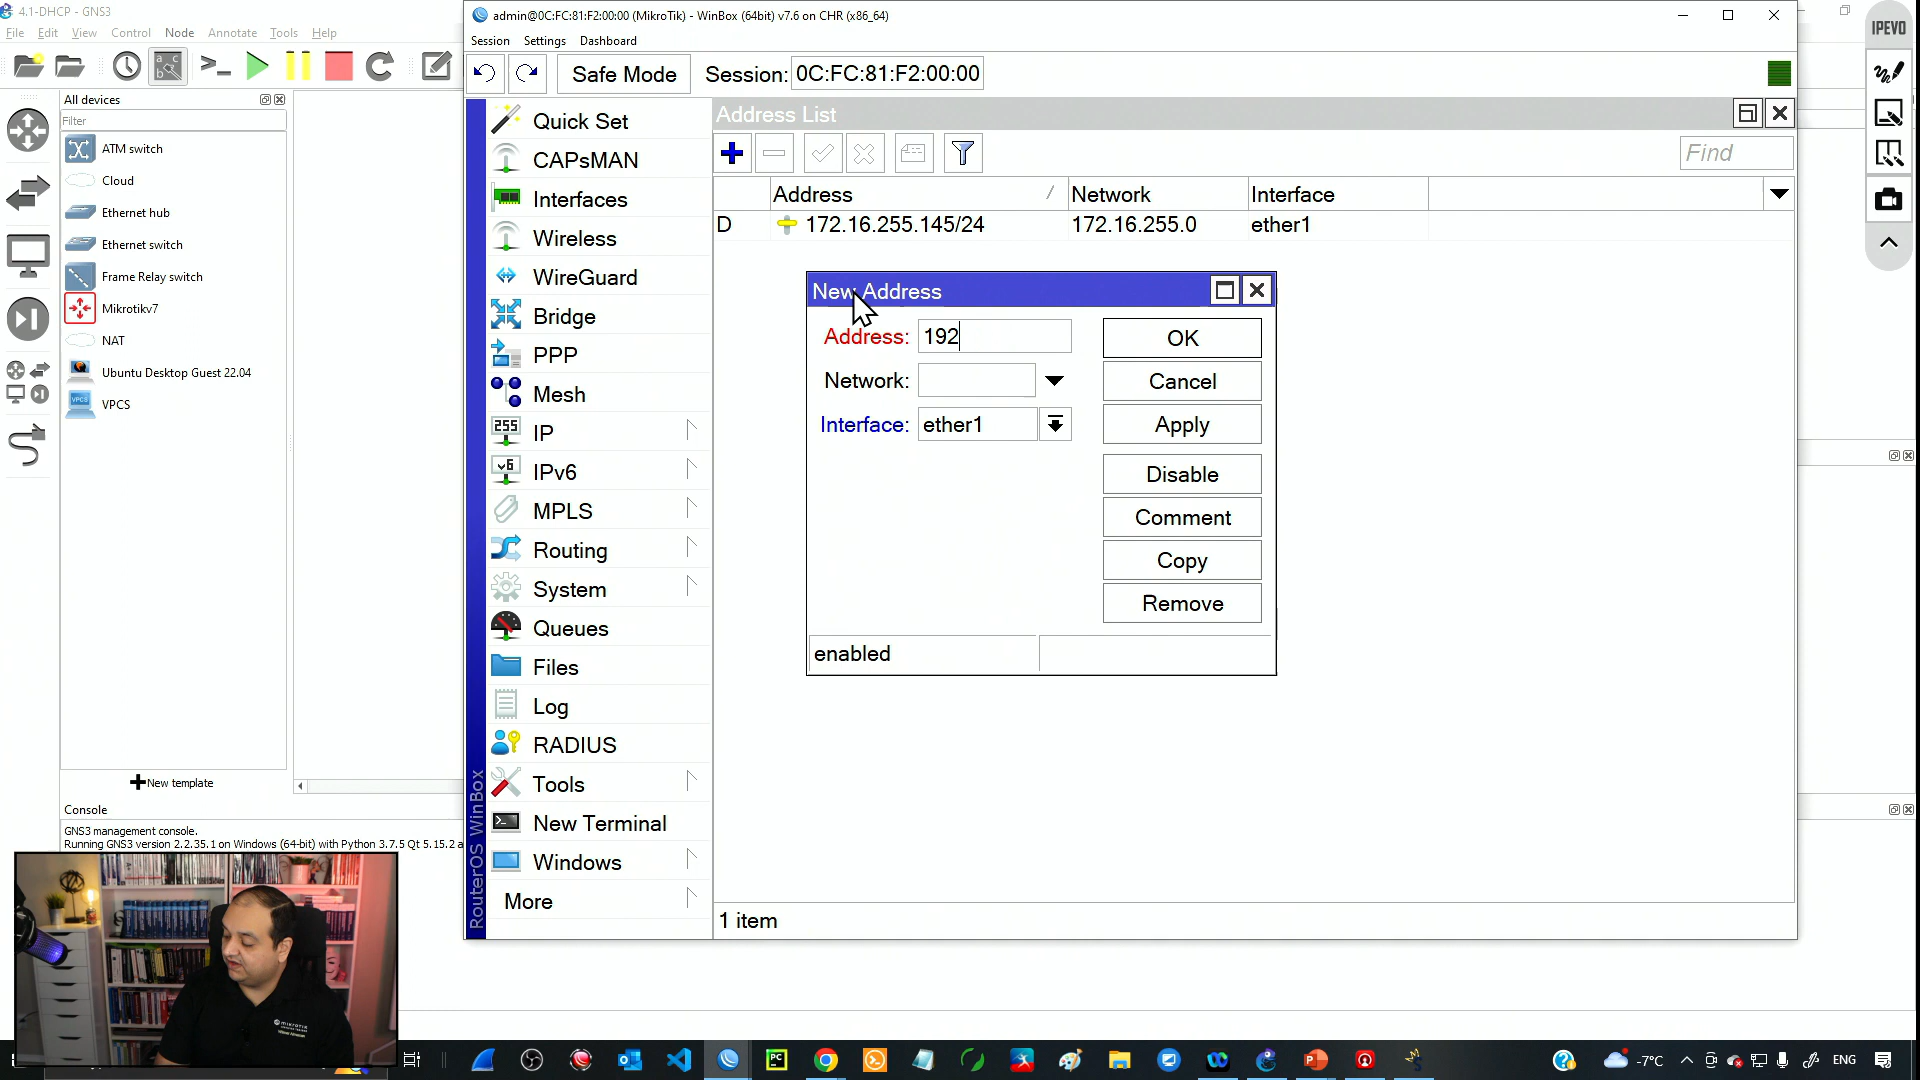 4.1-DHCP - GNS3
File Edit View Control Node Annotate Tools Help
All devices
Filter
ATM switch
Cloud
Ethernet hub
Ethernet switch
Frame Relay switch
Mikrotikv7
NAT
Ubuntu Desktop Guest 22.04
VPCS
New template
Console
GNS3 management console.
Running GNS3 version 2.2.35.1 on Windows (64-bit) with Python 3.7.5 Qt 5.15.2 a
admin@0C:FC:81:F2:00:00 (MikroTik) - WinBox (64bit) v7.6 on CHR (x86_64)
Session Settings Dashboard
Safe Mode Session: 0C:FC:81:F2:00:00
Quick Set
CAPsMAN
Interfaces
Wireless
WireGuard
Bridge
PPP
Mesh
255 IP
v6 IPv6
MPLS
Routing
System
Queues
Files
Log
RADIUS
Tools
New Terminal
Windows
More
RouterOS WinBox
Address List
Find
Address Network Interface
D 172.16.255.145/24 172.16.255.0 ether1
New Address
Address: 192
Network:
Interface: ether1
OK
Cancel
Apply
Disable
Comment
Copy
Remove
enabled
1 item
IPEVO
MikroTik
PC
-7°C ENG